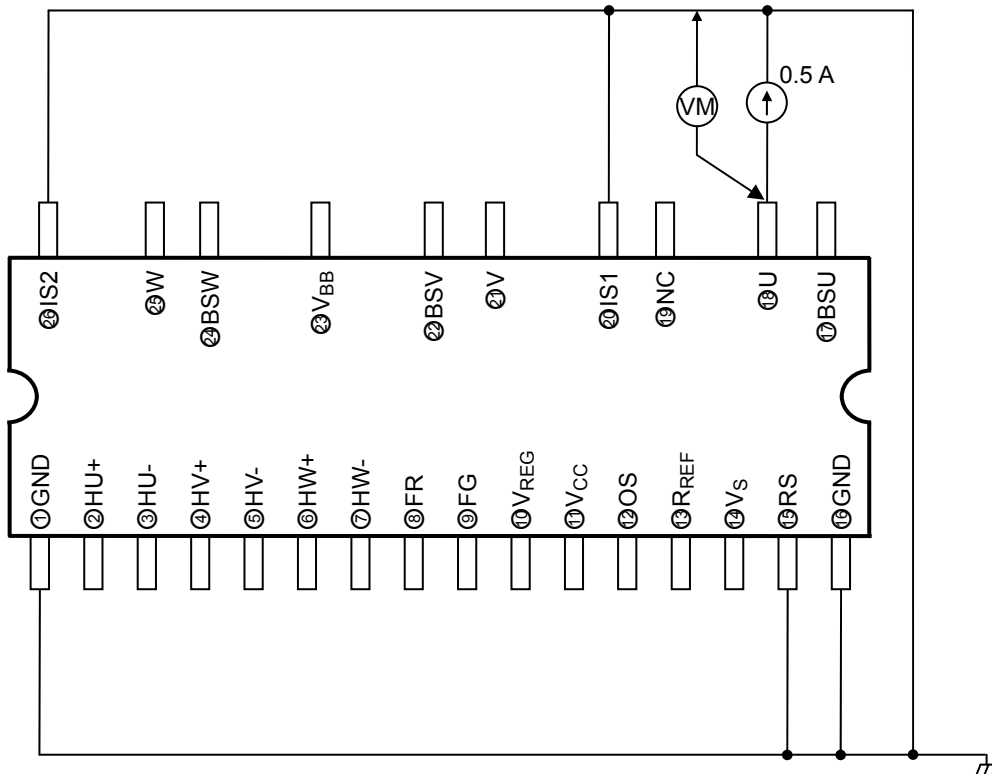 0.5 A
VM
㉖IS2
㉕W
㉔BSW
㉓VBB
㉒BSV
㉑V
⑳IS1
⑲NC
⑱U
⑰BSU
①GND
②HU+
③HU-
④HV+
⑤HV-
⑥HW+
⑦HW-
⑧FR
⑨FG
⑩VREG
⑪VCC
⑫OS
⑬RREF
⑭VS
⑮RS
⑯GND